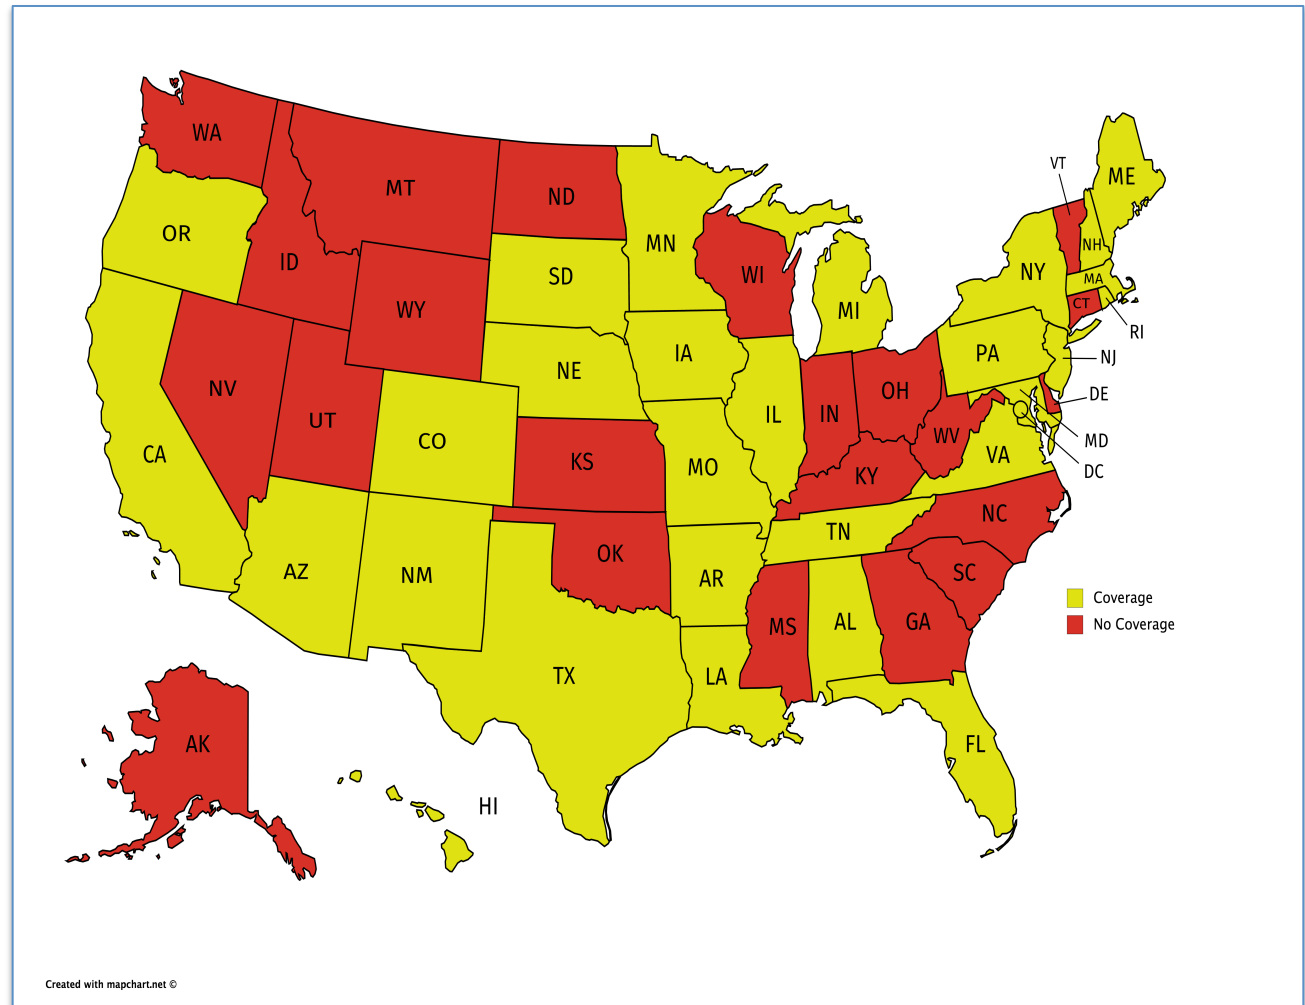 WA
MT
ND
VT
ME
OR
MN
NH
ID
SD
WI
NY
MA
WY
MI
CT
RI
IA
PA
NJ
NE
NV
OH
DE
UT
CO
IL
IN
WV
MD
CA
KS
MO
KY
VA
DC
NC
TN
OK
AZ
NM
AR
SC
Coverage
MS
AL
GA
No Coverage
TX
LA
AK
FL
HI
Created with mapchart.net ©